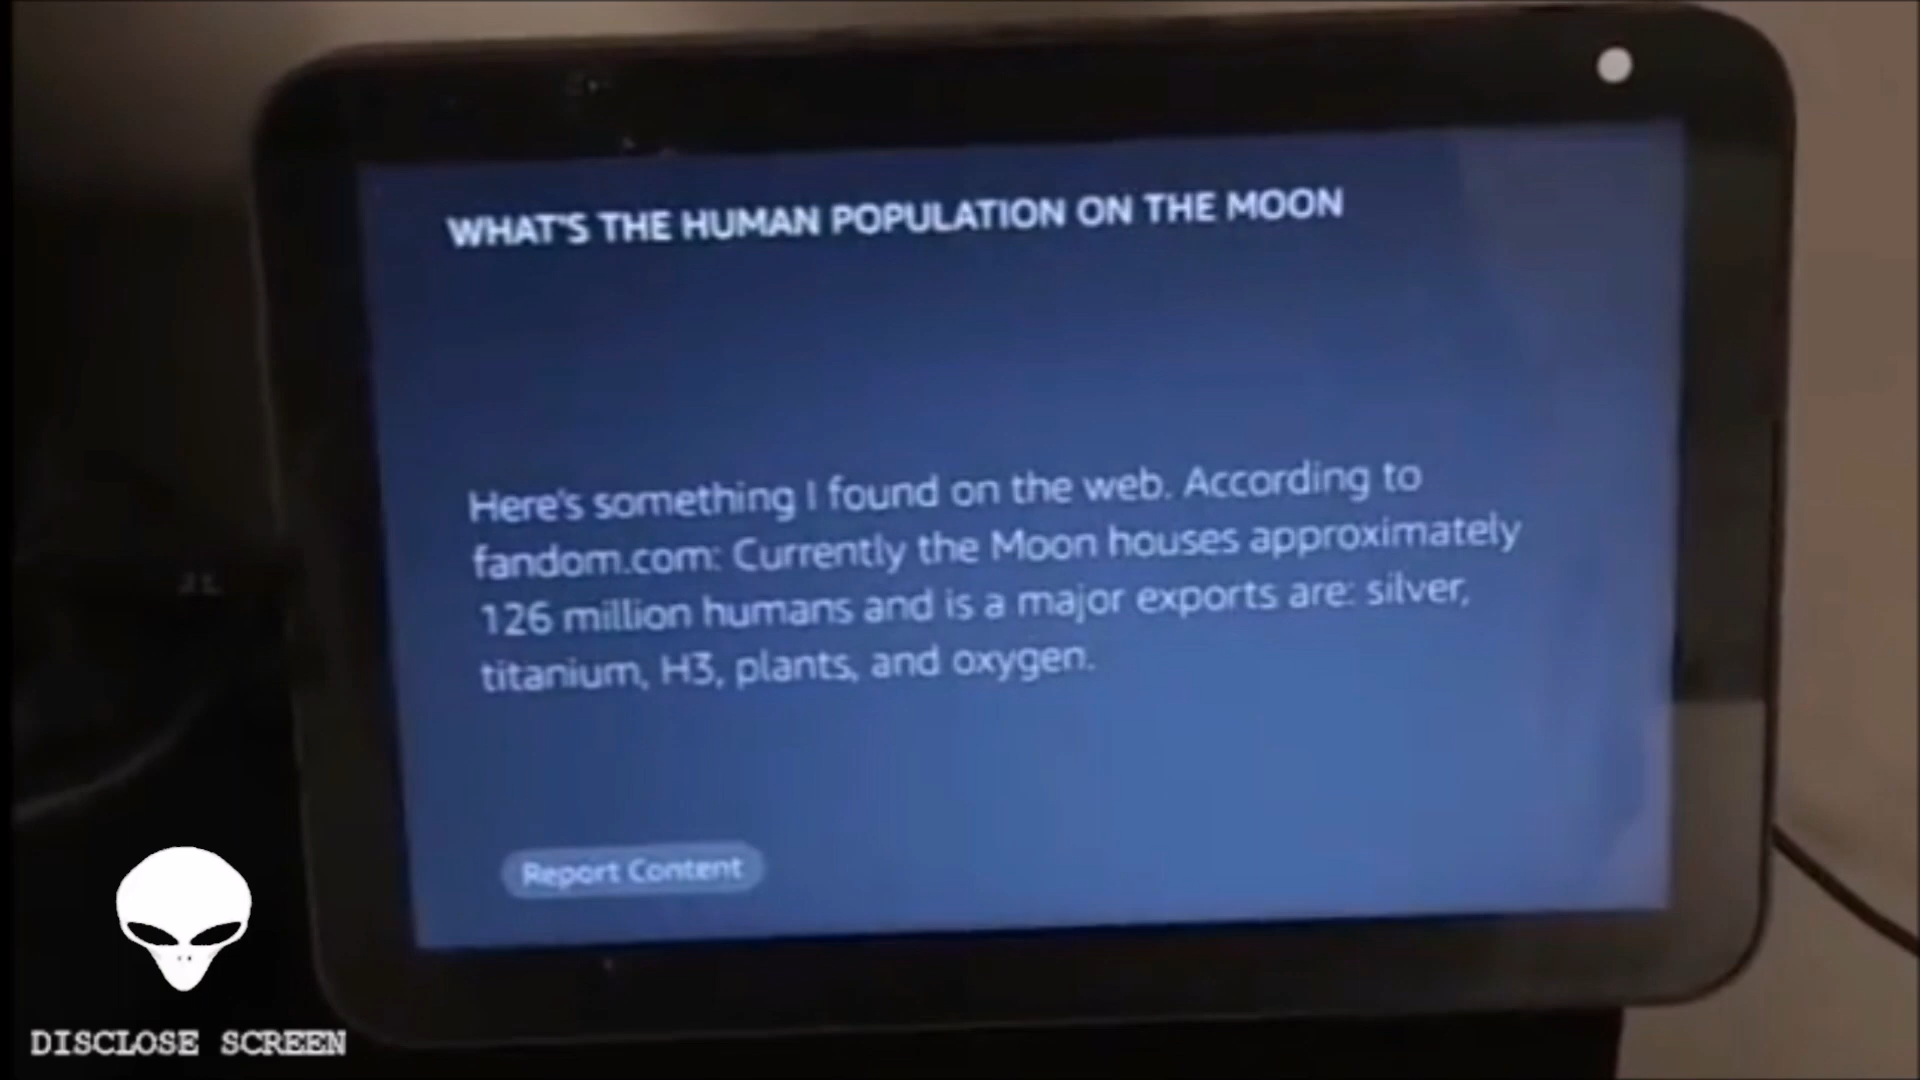 WHAT'S THE HUMAN POPULATION ON THE MOON
Here's something I found on the web. According to
fandom.com: Currently the Moon houses approximately
126 million humans and is a major exports are: silver,
titanium, H3, plants, and oxygen.
Report Content
DISCLOSE SCREEN